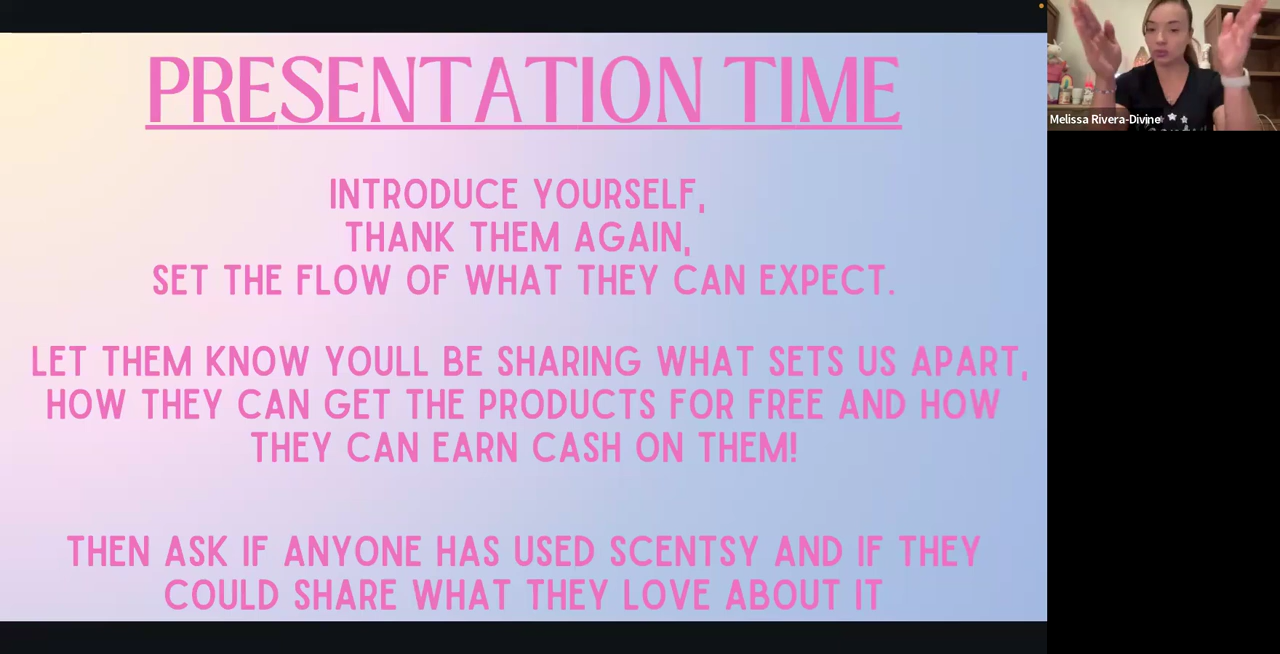 PRESENTATION TIME
INTRODUCE YOURSELF,
THANK THEM AGAIN,
SET THE FLOW OF WHAT THEY CAN EXPECT.
LET THEM KNOW YOULL BE SHARING WHAT SETS US APART,
HOW THEY CAN GET THE PRODUCTS FOR FREE AND HOW
THEY CAN EARN CASH ON THEM!
THEN ASK IF ANYONE HAS USED SCENTSY AND IF THEY
COULD SHARE WHAT THEY LOVE ABOUT IT
Melissa Rivera-Divine